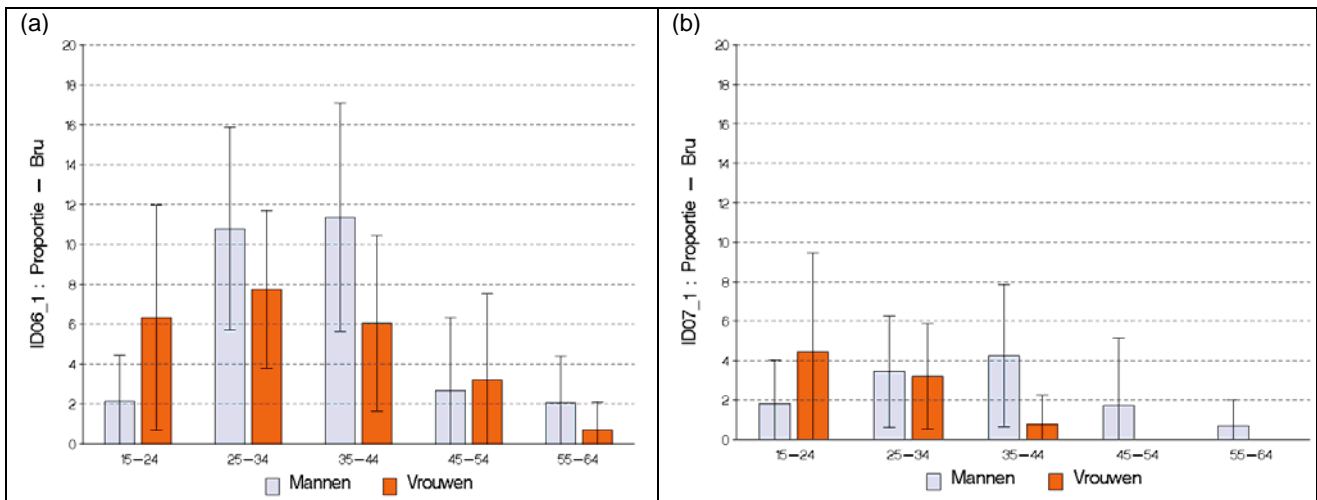 (a)
ID06_1 : Proportie – Bru
20
18
16
14
12
10
8
6
4
2
0
15–24 25–34 35–44 45–54 55–64
Mannen Vrouwen
(b)
ID07_1 : Proportie – Bru
20
18
16
14
12
10
8
6
4
2
0
15–24 25–34 35–44 45–54 55–64
Mannen Vrouwen